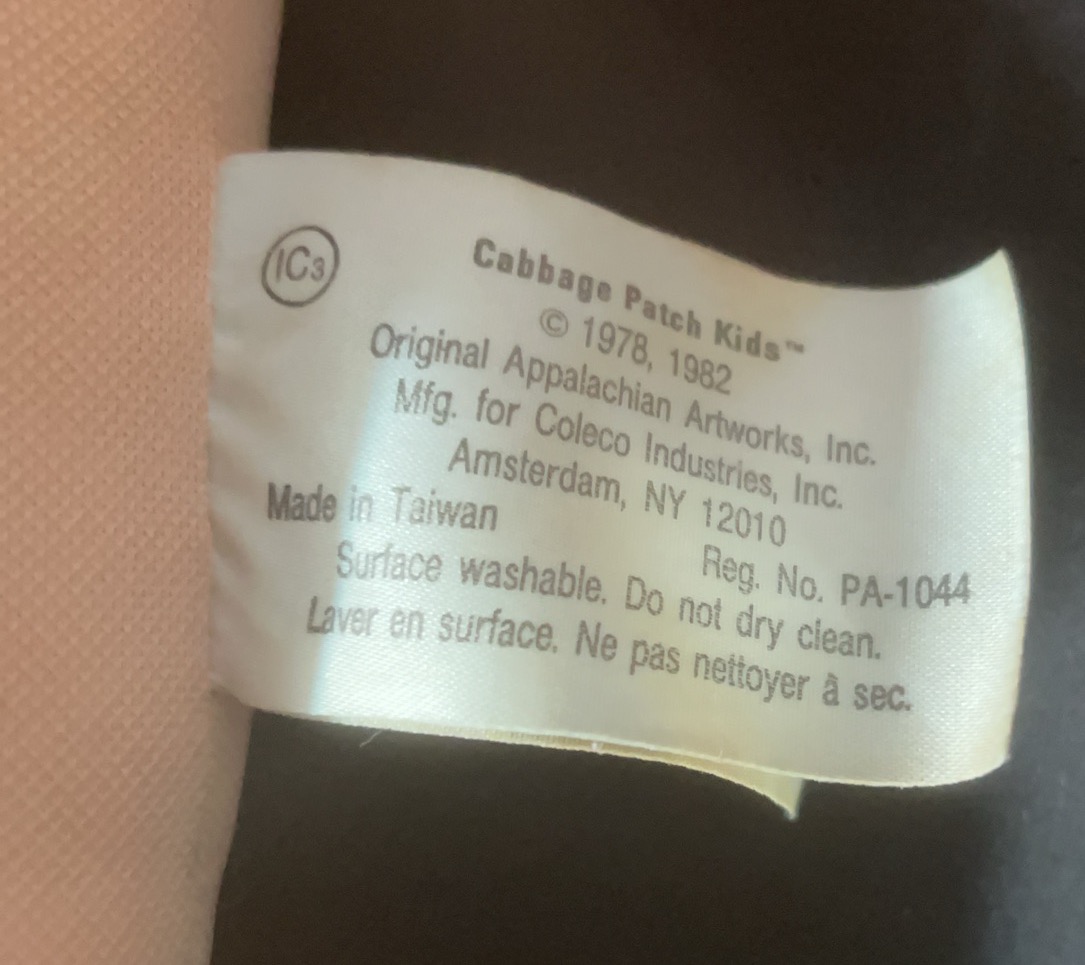 IC3
Cabbage Patch Kids™
© 1978, 1982
Original Appalachian Artworks, Inc.
Mfg. for Coleco Industries, Inc.
Amsterdam, NY 12010
Made in Taiwan Reg. No. PA-1044
Surface washable. Do not dry clean.
Laver en surface. Ne pas nettoyer à sec.